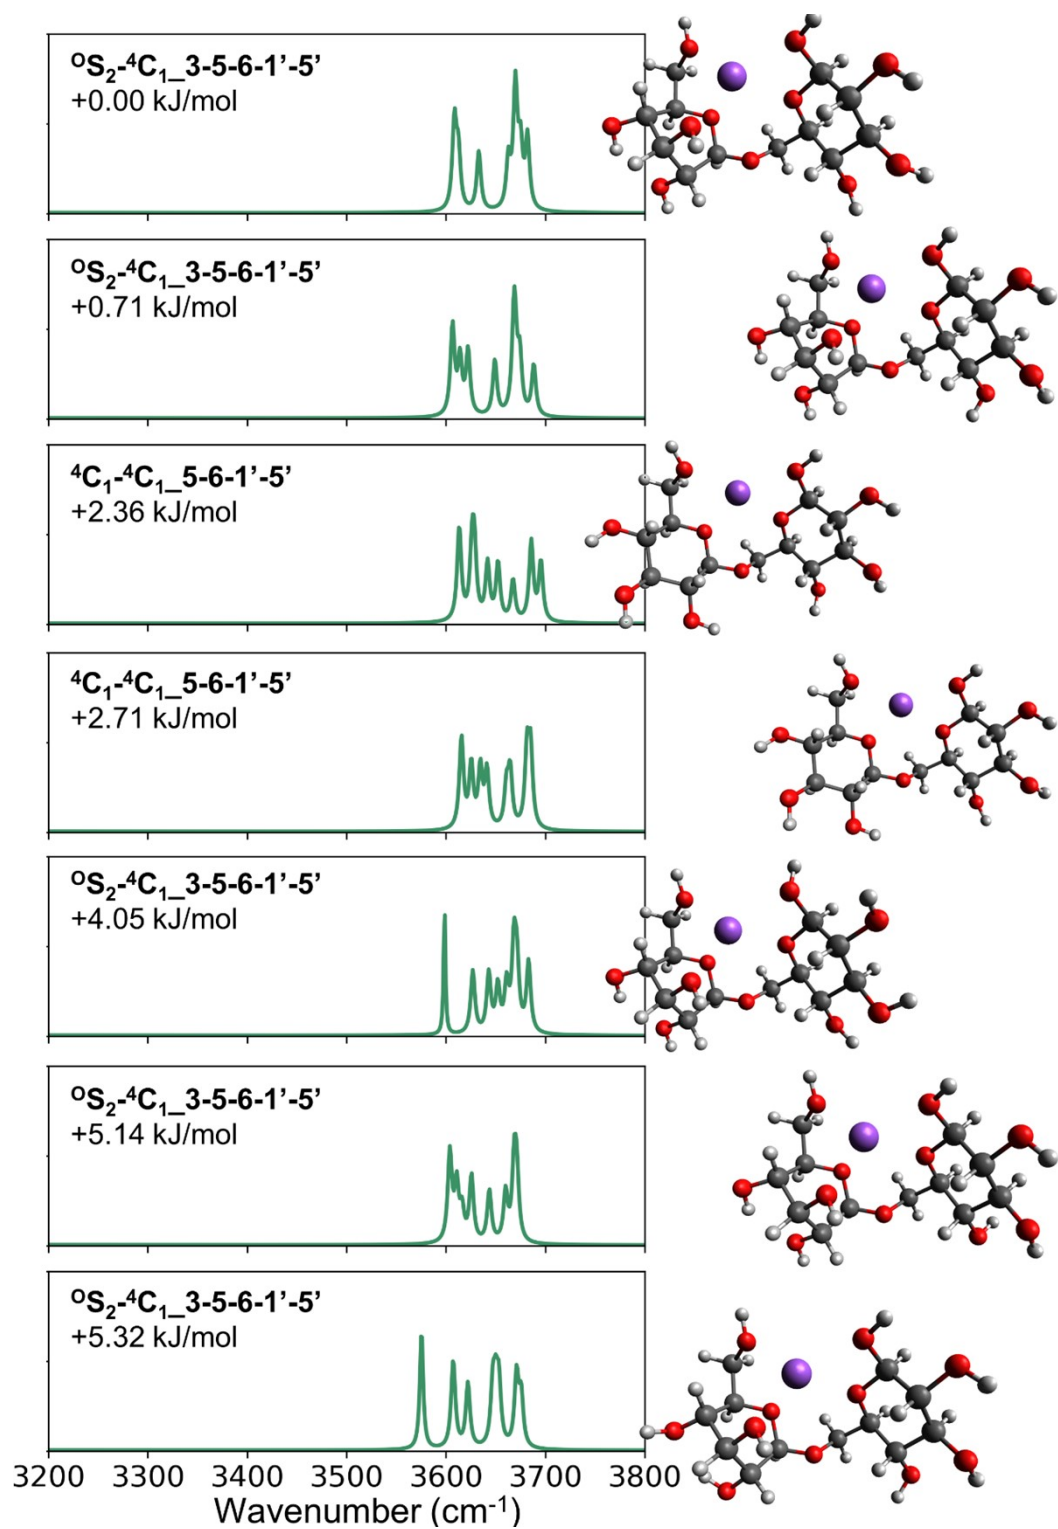 ᴼS₂-⁴C₁_3-5-6-1’-5’
+0.00 kJ/mol
ᴼS₂-⁴C₁_3-5-6-1’-5’
+0.71 kJ/mol
⁴C₁-⁴C₁_5-6-1’-5’
+2.36 kJ/mol
⁴C₁-⁴C₁_5-6-1’-5’
+2.71 kJ/mol
ᴼS₂-⁴C₁_3-5-6-1’-5’
+4.05 kJ/mol
ᴼS₂-⁴C₁_3-5-6-1’-5’
+5.14 kJ/mol
ᴼS₂-⁴C₁_3-5-6-1’-5’
+5.32 kJ/mol
3200 3300 3400 3500 3600 3700 3800
Wavenumber (cm⁻¹)